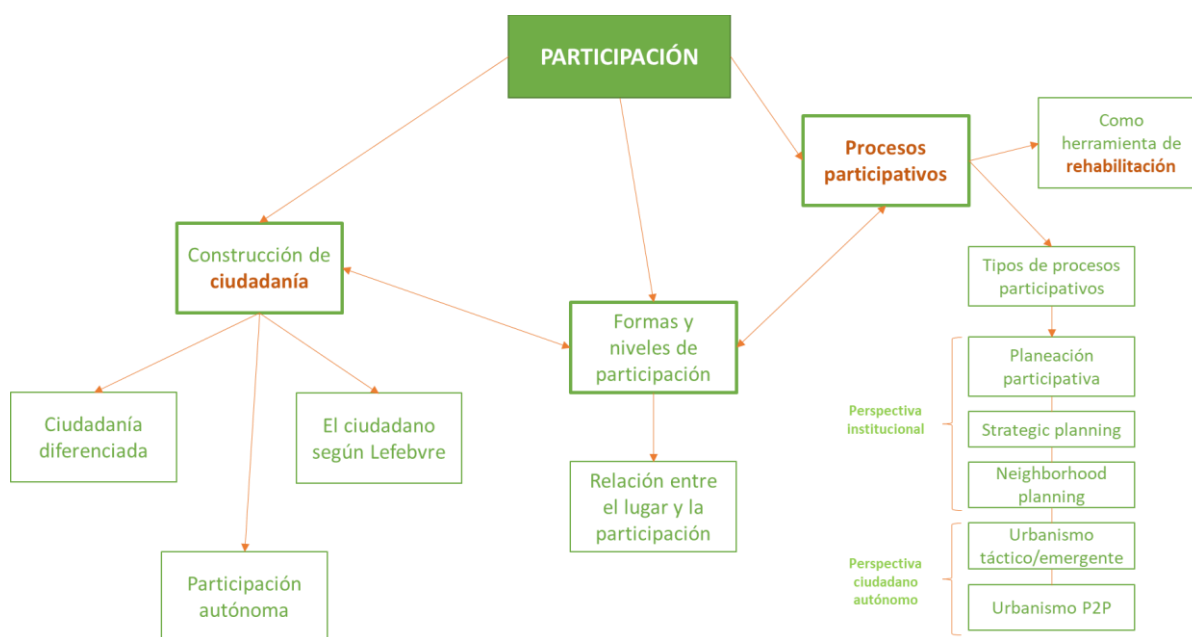 PARTICIPACIÓN
Procesos
participativos
Como
herramienta de
rehabilitación
Construcción de
ciudadanía
Formas y
niveles de
participación
Tipos de procesos
participativos
Ciudadanía
diferenciada
El ciudadano
según Lefebvre
Participación
autónoma
Relación entre
el lugar y la
participación
Perspectiva
institucional
Planeación
participativa
Strategic planning
Neighborhood
planning
Perspectiva
ciudadano
autónomo
Urbanismo
táctico/emergente
Urbanismo P2P